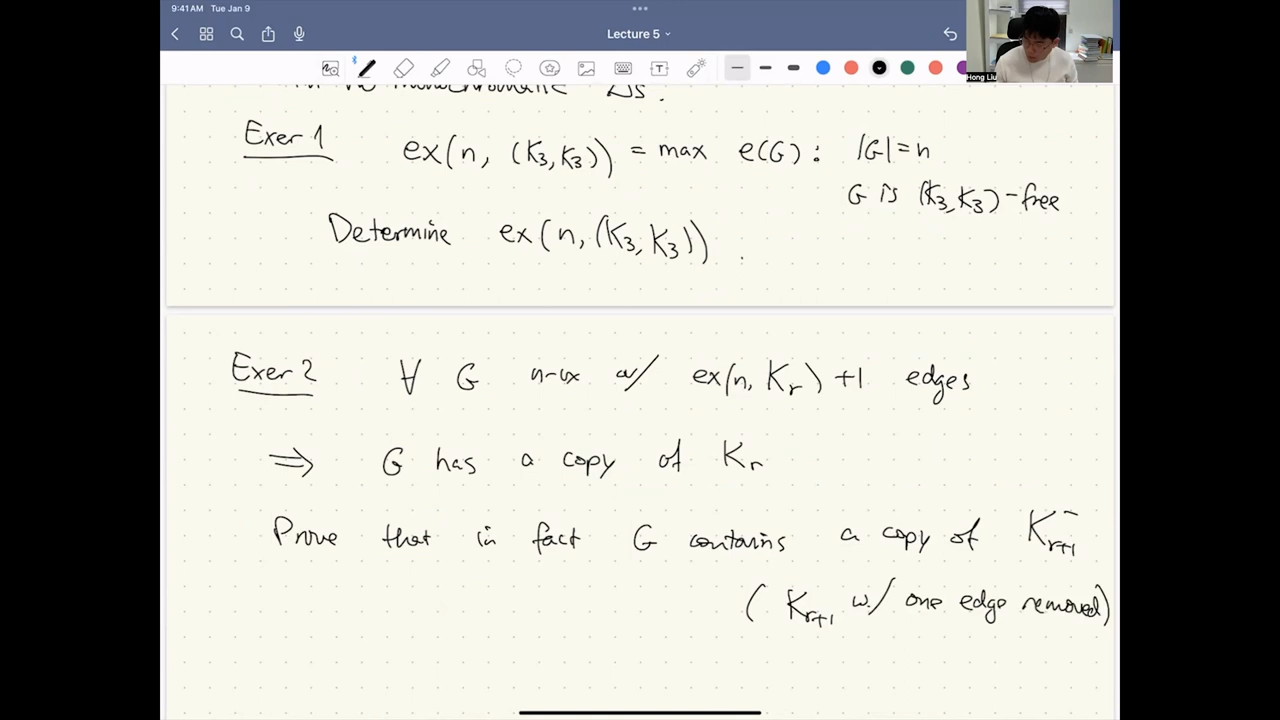 9:41 AM Tue Jan 9
Lecture 5
Hong Liu
monochromatic Δs.
Exer 1 ex(n, (K₃,K₃)) = max e(G) : |G| = n
G is (K₃,K₃)-free
Determine ex(n, (K₃,K₃)).
Exer 2 ∀ G n-vx w/ ex(n, Kᵣ) +1 edges
⇒ G has a copy of Kᵣ
Prove that in fact G contains a copy of K⁻ᵣ₊₁
( Kᵣ₊₁ w/ one edge removed)